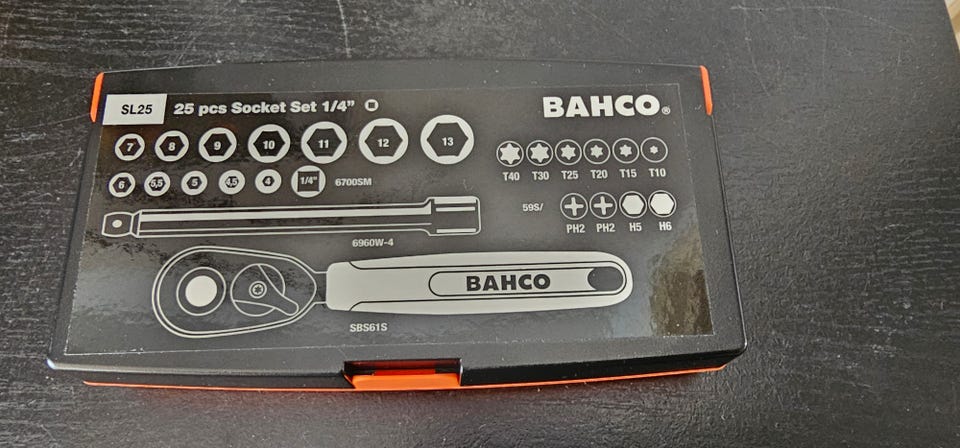 SL25 25 pcs Socket Set 1/4"
BAHCO®
7 8 9 10 11 12 13
6 5,5 5 4,5 4 1/4" 6700SM
T40 T30 T25 T20 T15 T10
59S/ PH2 PH2 H5 H6
6960W-4
BAHCO
SBS61S